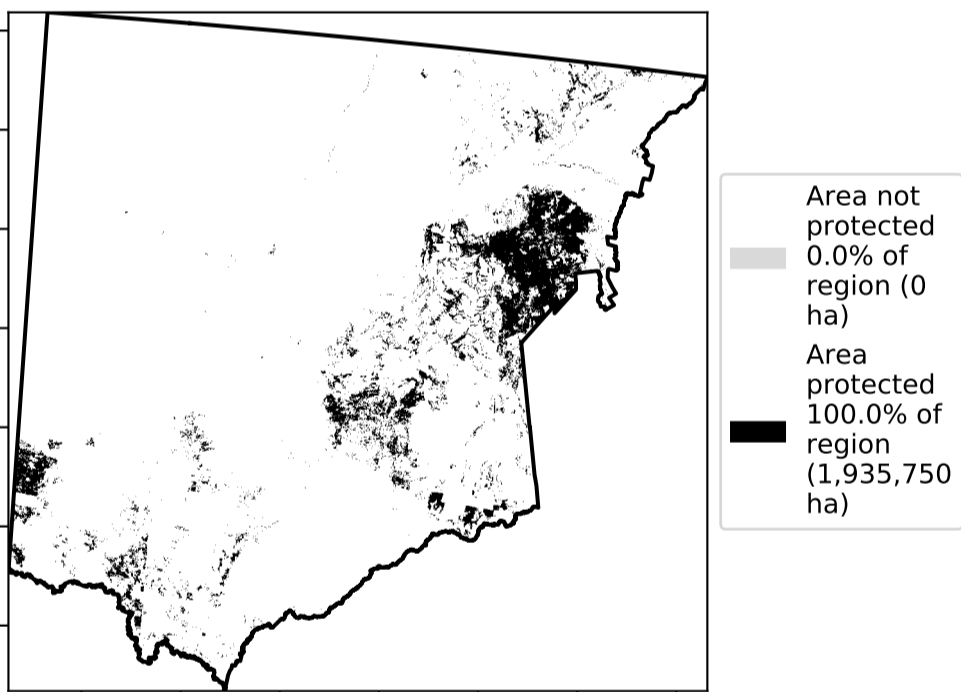 Area not
protected
0.0% of
region (0
ha)
Area
protected
100.0% of
region
(1,935,750
ha)